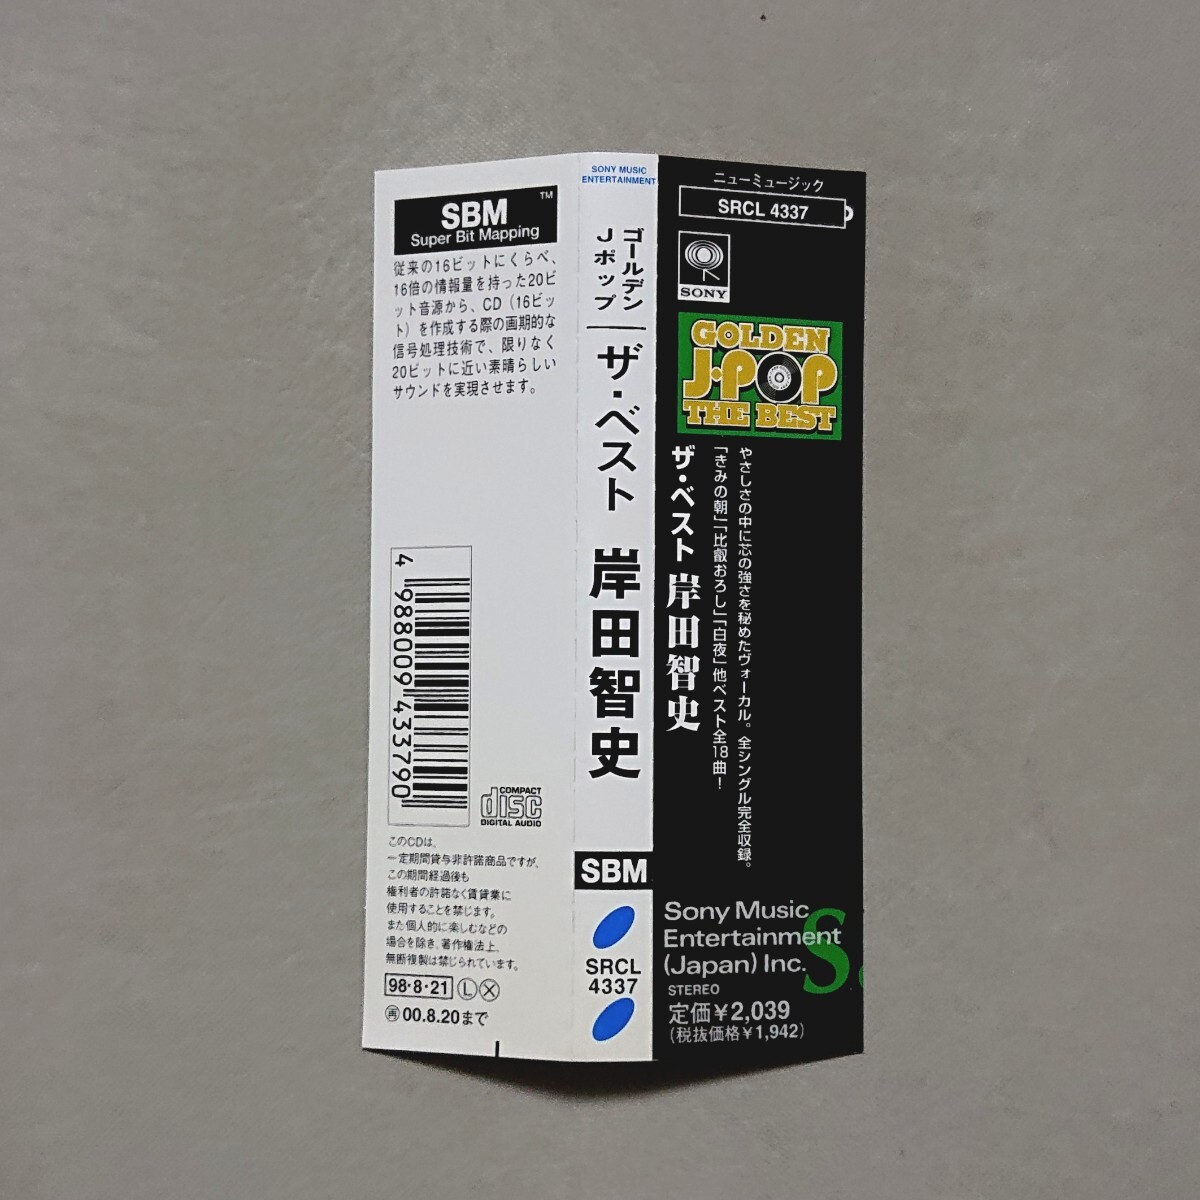 SBM™
Super Bit Mapping
従来の16ビットにくらべ、
16倍の情報量を持った20ビ
ット音源から、CD（16ビッ
ト）を作成する際の画期的な
信号処理技術で、限りなく
20ビットに近い素晴らしい
サウンドを実現させます。
4 988009 433790
COMPACT
disc
DIGITAL AUDIO
このCDは、
一定期間貸与非許諾商品ですが、
この期間経過後も
権利者の許諾なく賃貸業に
使用することを禁じます。
また個人的に楽しむなどの
場合を除き、著作権法上、
無断複製は禁じられています。
98・8・21 Ⓛ Ⓧ
㊢00.8.20まで
SONY MUSIC
ENTERTAINMENT
ゴールデン
Jポップ
ザ・ベスト 岸田智史
SBM
SRCL
4337
ニューミュージック
SRCL 4337
SONY
GOLDEN
J・POP
THE BEST
やさしさの中に芯の強さを秘めたヴォーカル。全シングル完全収録。
「きみの朝」「比叡おろし」「白夜」他ベスト全18曲！
ザ・ベスト 岸田智史
Sony Music
Entertainment
(Japan) Inc.
S
STEREO
定価￥2,039
（税抜価格￥1,942）